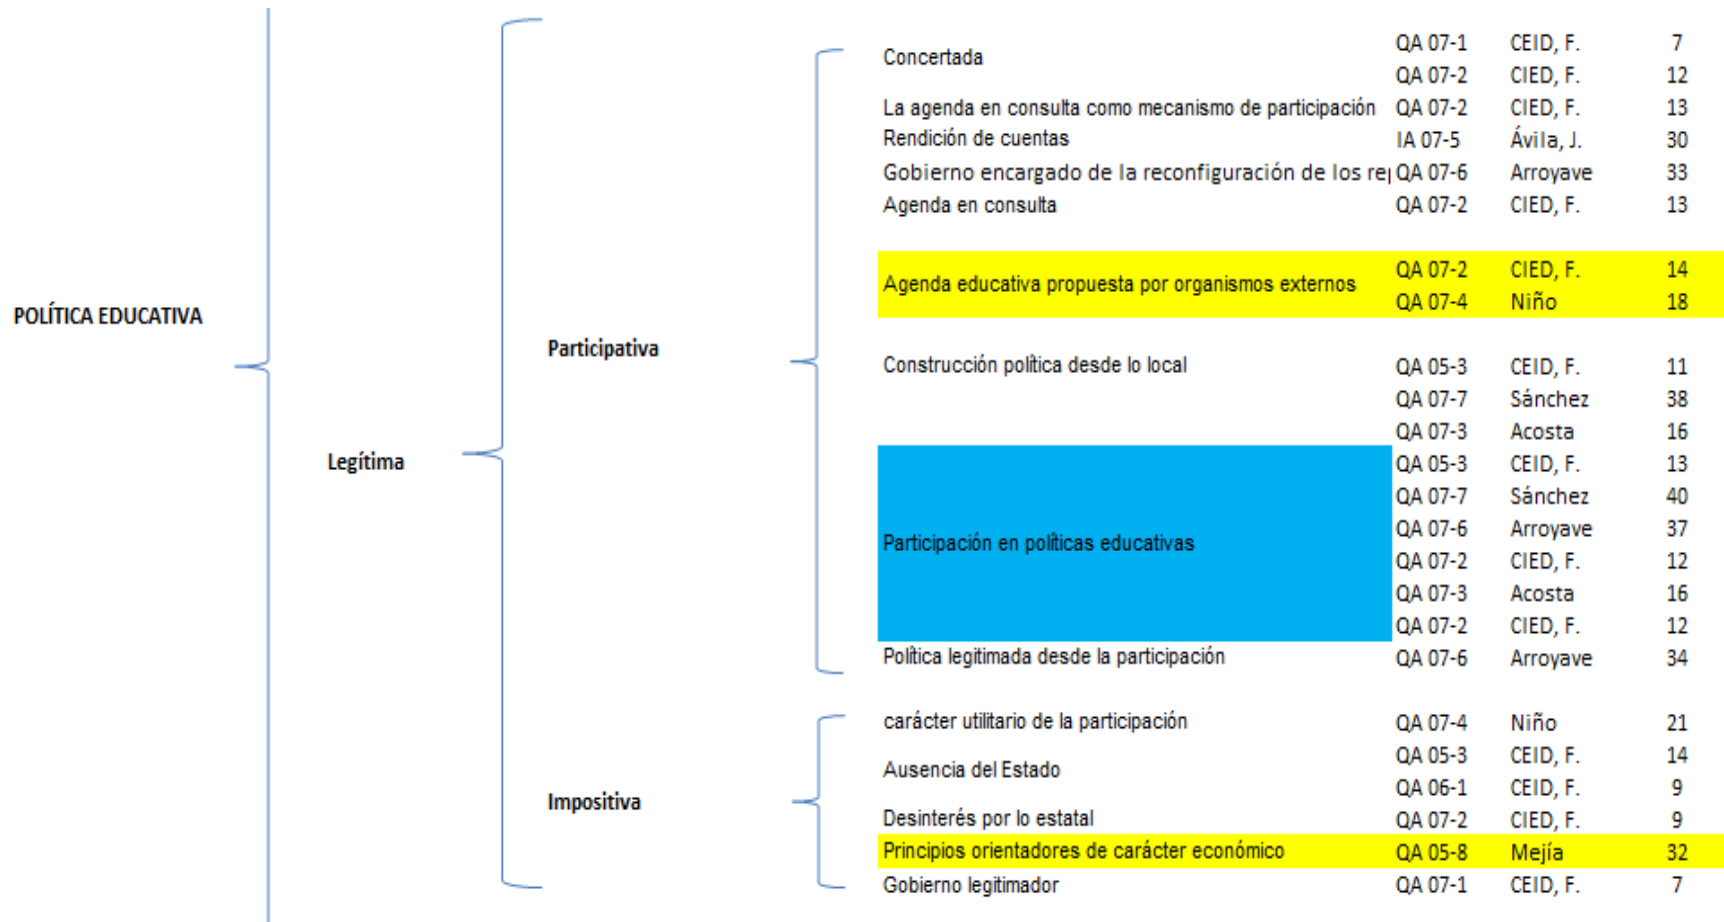 Concertada QA 07-1 CEID, F. 7
QA 07-2 CIED, F. 12
La agenda en consulta como mecanismo de participación QA 07-2 CIED, F. 13
Rendición de cuentas IA 07-5 Ávila, J. 30
Gobierno encargado de la reconfiguración de los rep QA 07-6 Arroyave 33
Agenda en consulta QA 07-2 CIED, F. 13
Agenda educativa propuesta por organismos externos QA 07-2 CIED, F. 14
QA 07-4 Niño 18
POLÍTICA EDUCATIVA
Participativa
Construcción política desde lo local QA 05-3 CEID, F. 11
QA 07-7 Sánchez 38
QA 07-3 Acosta 16
Legítima
QA 05-3 CEID, F. 13
QA 07-7 Sánchez 40
QA 07-6 Arroyave 37
Participación en políticas educativas
QA 07-2 CIED, F. 12
QA 07-3 Acosta 16
QA 07-2 CIED, F. 12
Política legitimada desde la participación QA 07-6 Arroyave 34
carácter utilitario de la participación QA 07-4 Niño 21
Ausencia del Estado QA 05-3 CEID, F. 14
QA 06-1 CEID, F. 9
Impositiva
Desinterés por lo estatal QA 07-2 CIED, F. 9
Principios orientadores de carácter económico QA 05-8 Mejía 32
Gobierno legitimador QA 07-1 CEID, F. 7